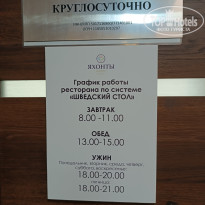 КРУГЛОСУТОЧНО
TopHotels
ЯХОНТЫ
График работы
ресторана по системе
«ШВЕДСКИЙ СТОЛ»
ЗАВТРАК
8.00 -11.00
ОБЕД
13.00-15.00
УЖИН
18.00-20.00
18.00-21.00